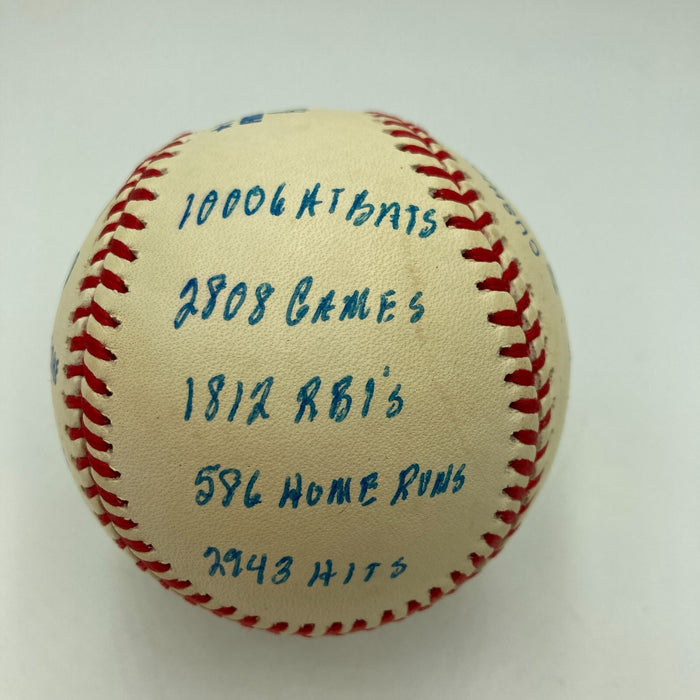 10006 AT BATS
2808 GAMES
1812 RBI'S
586 HOME RUNS
2943 HITS